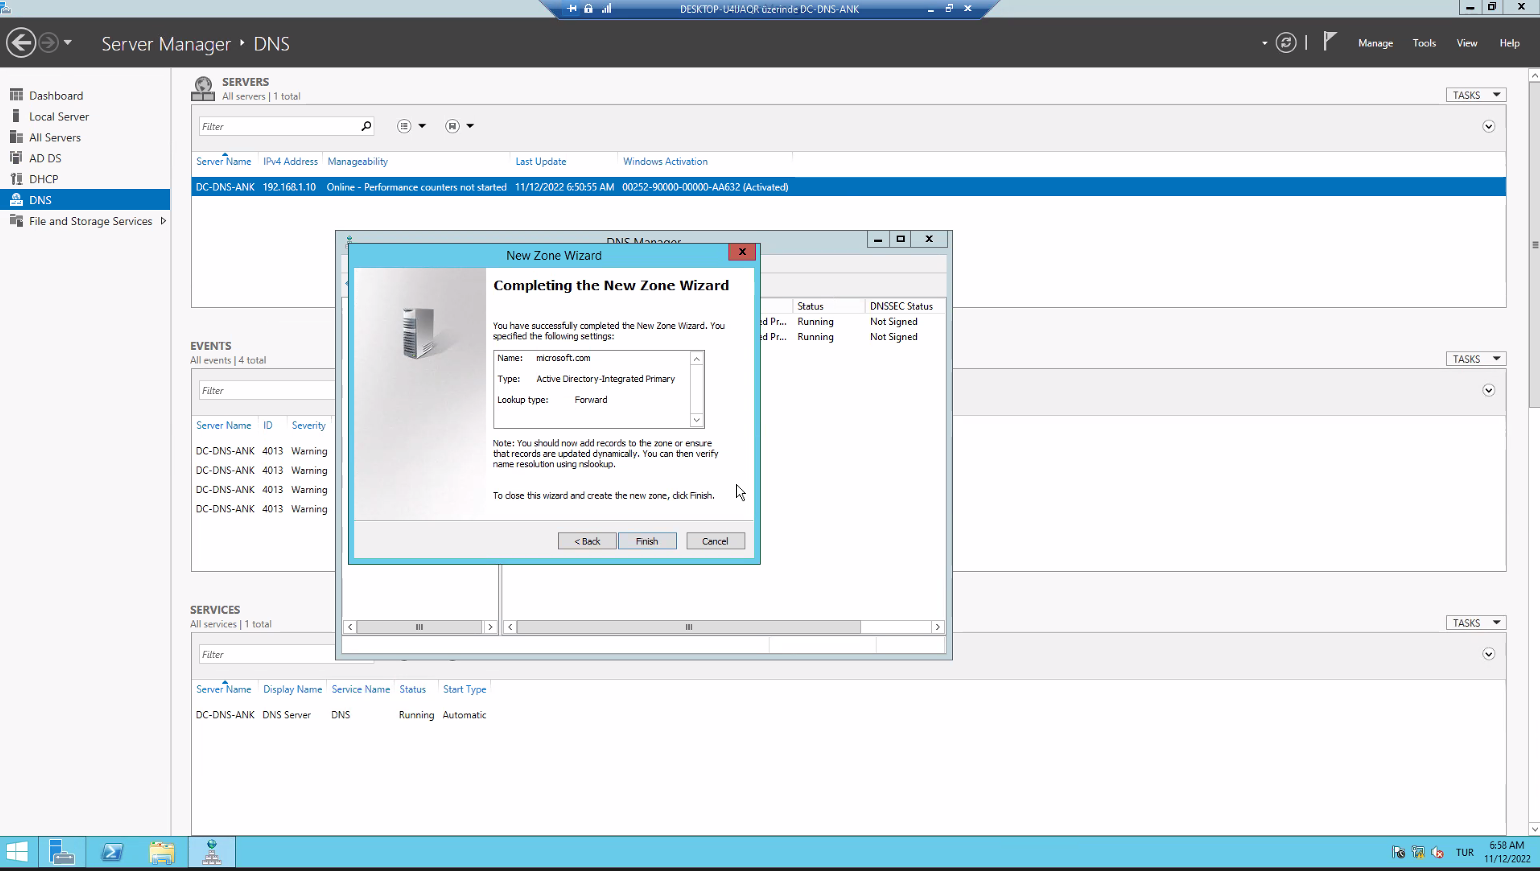 DESKTOP-U4IJAQR üzerinde DC-DNS-ANK
Server Manager • DNS
Manage Tools View Help
Dashboard
Local Server
All Servers
AD DS
DHCP
DNS
File and Storage Services
SERVERS
All servers | 1 total
TASKS
Filter
Server Name IPv4 Address Manageability Last Update Windows Activation
DC-DNS-ANK 192.168.1.10 Online - Performance counters not started 11/12/2022 6:50:55 AM 00252-90000-00000-AA632 (Activated)
EVENTS
All events | 4 total
TASKS
Filter
Server Name ID Severity
DC-DNS-ANK 4013 Warning
DC-DNS-ANK 4013 Warning
DC-DNS-ANK 4013 Warning
DC-DNS-ANK 4013 Warning
DNS Manager
Status DNSSEC Status
ed Pr... Running Not Signed
ed Pr... Running Not Signed
New Zone Wizard
Completing the New Zone Wizard
You have successfully completed the New Zone Wizard. You
specified the following settings:
Name: microsoft.com
Type: Active Directory-Integrated Primary
Lookup type: Forward
Note: You should now add records to the zone or ensure
that records are updated dynamically. You can then verify
name resolution using nslookup.
To close this wizard and create the new zone, click Finish.
< Back Finish Cancel
SERVICES
All services | 1 total
TASKS
Filter
Server Name Display Name Service Name Status Start Type
DC-DNS-ANK DNS Server DNS Running Automatic
TUR
6:58 AM
11/12/2022